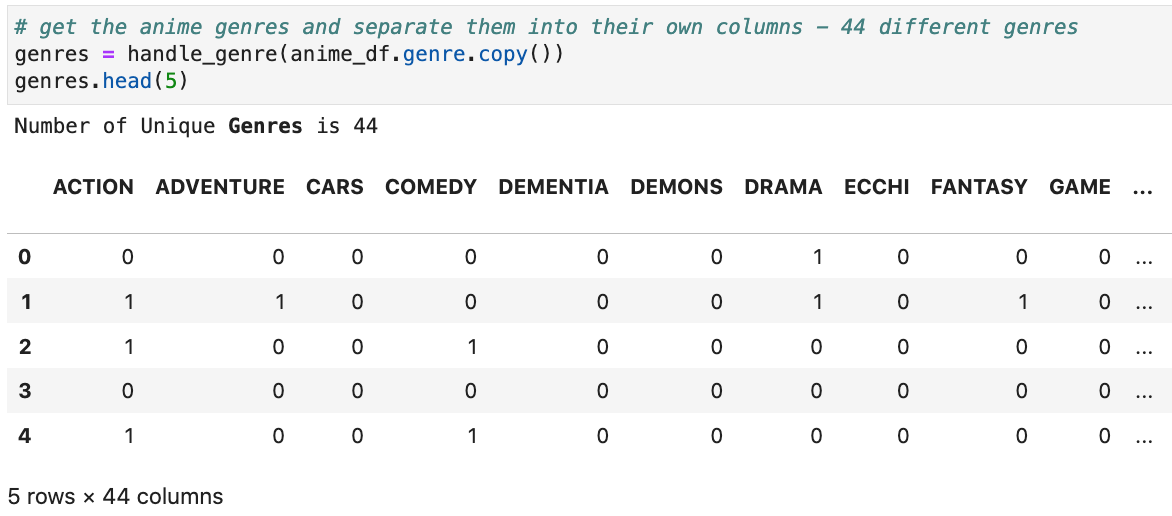 # get the anime genres and separate them into their own columns – 44 different genres
genres = handle_genre(anime_df.genre.copy())
genres.head(5)
Number of Unique Genres is 44
ACTION ADVENTURE CARS COMEDY DEMENTIA DEMONS DRAMA ECCHI FANTASY GAME ...
0 0 0 0 0 0 0 1 0 0 0 ...
1 1 1 0 0 0 0 1 0 1 0 ...
2 1 0 0 1 0 0 0 0 0 0 ...
3 0 0 0 0 0 0 0 0 0 0 ...
4 1 0 0 1 0 0 0 0 0 0 ...
5 rows × 44 columns